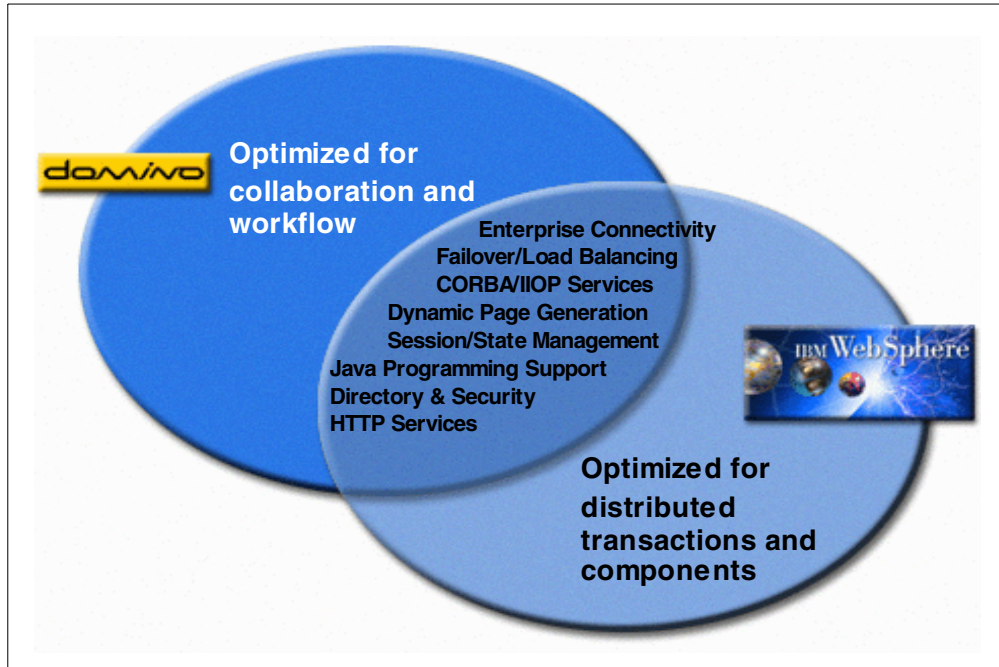 domino
Optimized for
collaboration and
workflow
Enterprise Connectivity
Failover/Load Balancing
CORBA/IIOP Services
Dynamic Page Generation
Session/State Management
Java Programming Support
Directory & Security
HTTP Services
IBM WebSphere
Optimized for
distributed
transactions and
components